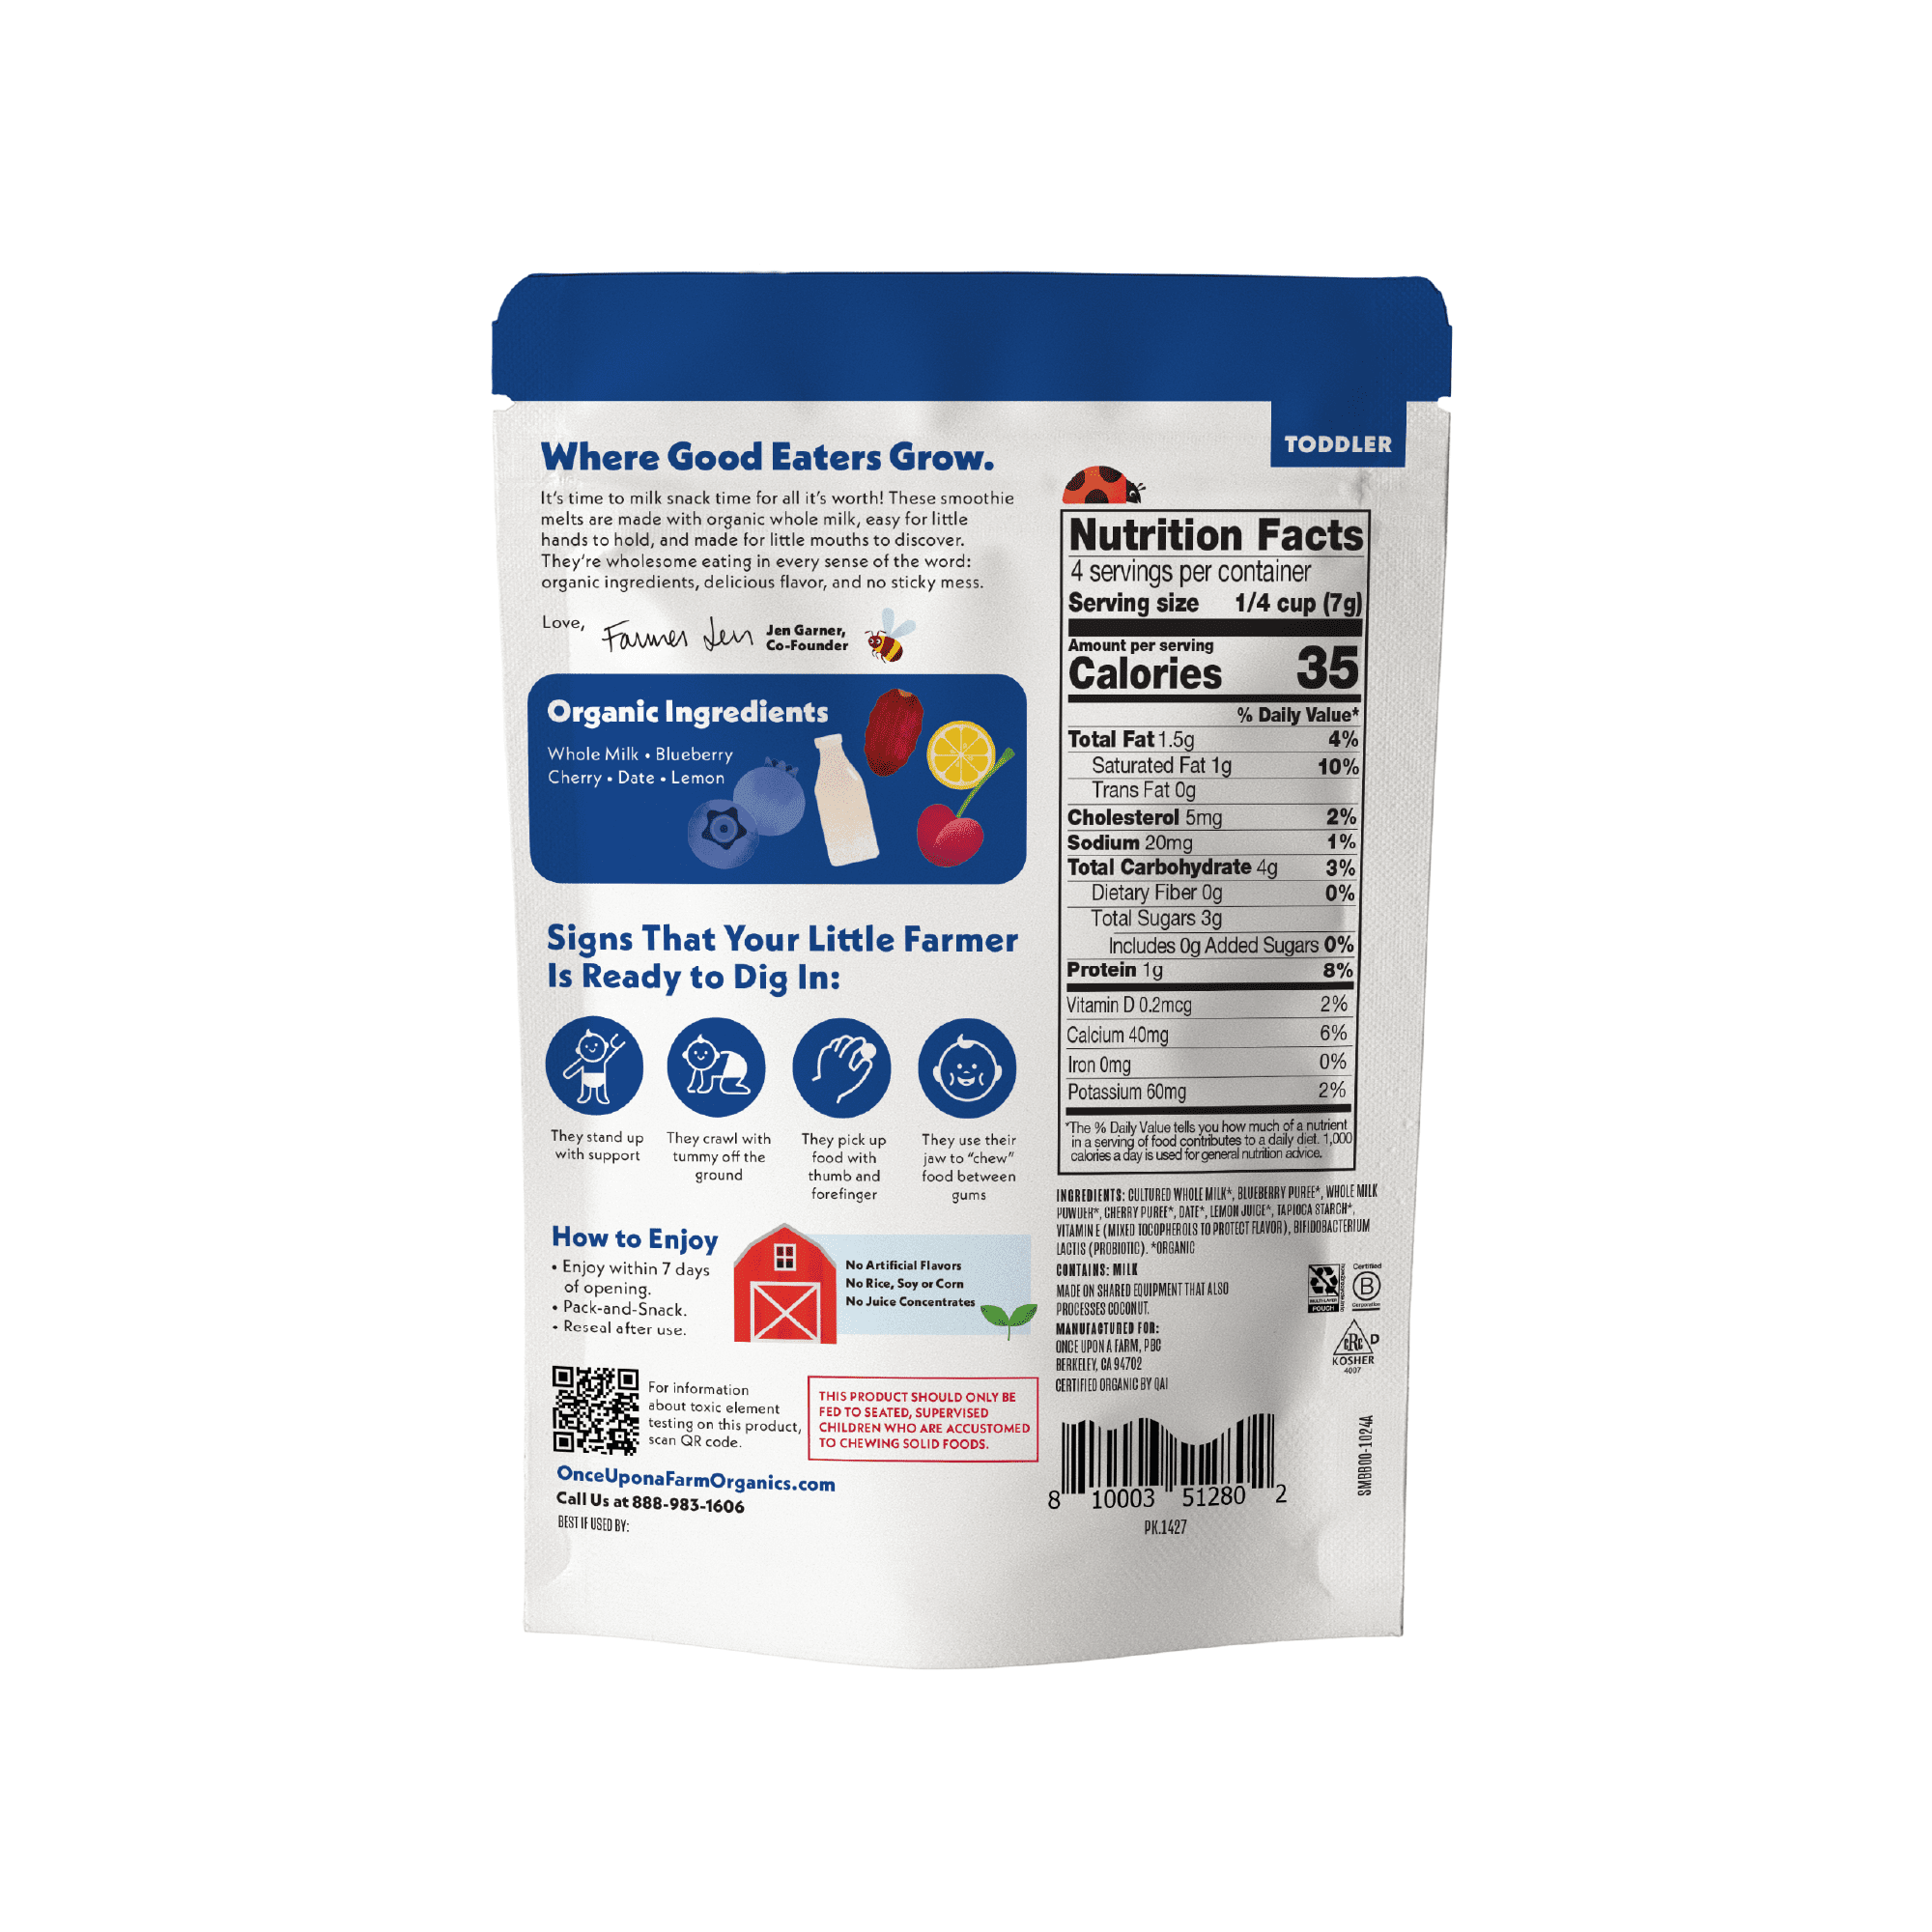 TODDLER
Where Good Eaters Grow.
It's time to milk snack time for all it's worth! These smoothie
melts are made with organic whole milk, easy for little
hands to hold, and made for little mouths to discover.
They're wholesome eating in every sense of the word:
organic ingredients, delicious flavor, and no sticky mess.
Love,
Farmer Jen
Jen Garner,
Co-Founder
Organic Ingredients
Whole Milk • Blueberry
Cherry • Date • Lemon
Signs That Your Little Farmer
Is Ready to Dig In:
They stand up
with support
They crawl with
tummy off the
ground
They pick up
food with
thumb and
forefinger
They use their
jaw to "chew"
food between
gums
How to Enjoy
• Enjoy within 7 days
of opening.
• Pack-and-Snack.
• Reseal after use.
No Artificial Flavors
No Rice, Soy or Corn
No Juice Concentrates
For information
about toxic element
testing on this product,
scan QR code.
THIS PRODUCT SHOULD ONLY BE
FED TO SEATED, SUPERVISED
CHILDREN WHO ARE ACCUSTOMED
TO CHEWING SOLID FOODS.
OnceUponaFarmOrganics.com
Call Us at 888-983-1606
BEST IF USED BY:
Nutrition Facts
4 servings per container
Serving size 1/4 cup (7g)
Amount per serving
Calories 35
% Daily Value*
Total Fat 1.5g 4%
Saturated Fat 1g 10%
Trans Fat 0g
Cholesterol 5mg 2%
Sodium 20mg 1%
Total Carbohydrate 4g 3%
Dietary Fiber 0g 0%
Total Sugars 3g
Includes 0g Added Sugars 0%
Protein 1g 8%
Vitamin D 0.2mcg 2%
Calcium 40mg 6%
Iron 0mg 0%
Potassium 60mg 2%
*The % Daily Value tells you how much of a nutrient
in a serving of food contributes to a daily diet. 1,000
calories a day is used for general nutrition advice.
INGREDIENTS: CULTURED WHOLE MILK*, BLUEBERRY PUREE*, WHOLE MILK
POWDER*, CHERRY PUREE*, DATE*, LEMON JUICE*, TAPIOCA STARCH*,
VITAMIN E (MIXED TOCOPHEROLS TO PROTECT FLAVOR), BIFIDOBACTERIUM
LACTIS (PROBIOTIC). *ORGANIC
CONTAINS: MILK
MADE ON SHARED EQUIPMENT THAT ALSO
PROCESSES COCONUT.
MANUFACTURED FOR:
ONCE UPON A FARM, PBC
BERKELEY, CA 94702
CERTIFIED ORGANIC BY QAI
POUCH
Certified
B
Corporation
CRC D
KOSHER
4007
8 10003 51280 2
PK.1427
SMBB00-1024A